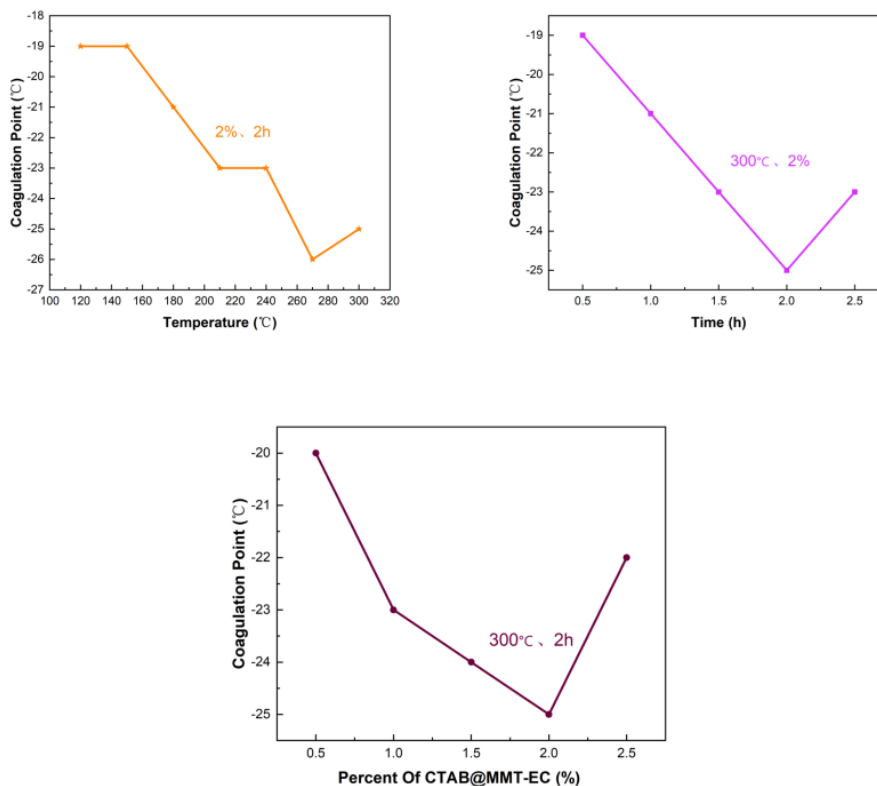 -18
-19
-20
-21
-22
-23
-24
-25
-26
-27
100 120 140 160 180 200 220 240 260 280 300 320
Coagulation Point (℃)
Temperature (℃)
2%、2h
-19
-20
-21
-22
-23
-24
-25
0.5 1.0 1.5 2.0 2.5
Coagulation Point (℃)
Time (h)
300℃、2%
-20
-21
-22
-23
-24
-25
0.5 1.0 1.5 2.0 2.5
Coagulation Point (℃)
Percent Of CTAB@MMT-EC (%)
300℃、2h